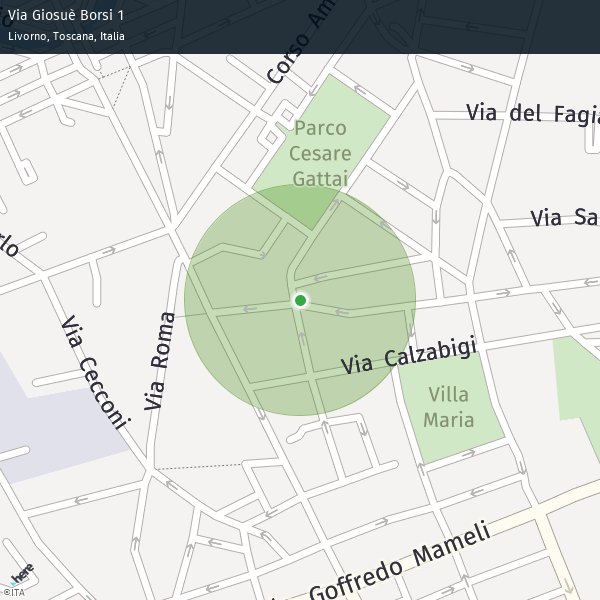 Via Giosuè Borsi 1
Livorno, Toscana, Italia
Corso Am
Via del Fagia
Parco
Cesare
Gattai
Via Sa
rlo
Via Roma
Via Cecconi
Via Calzabigi
Villa
Maria
Goffredo Mameli
here
©ITA